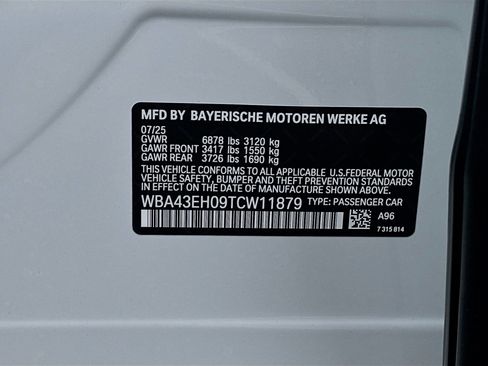 MFD BY BAYERISCHE MOTOREN WERKE AG
07/25
GVWR 6878 lbs 3120 kg
GAWR FRONT 3417 lbs 1550 kg
GAWR REAR 3726 lbs 1690 kg
THIS VEHICLE CONFORMS TO ALL APPLICABLE U.S.FEDERAL MOTOR
VEHICLE SAFETY, BUMPER, AND THEFT PREVENTION STANDARDS
IN EFFECT ON THE DATE OF MANUFACTURE SHOWN ABOVE.
WBA43EH09TCW11879 TYPE: PASSENGER CAR
A96
7 315 814